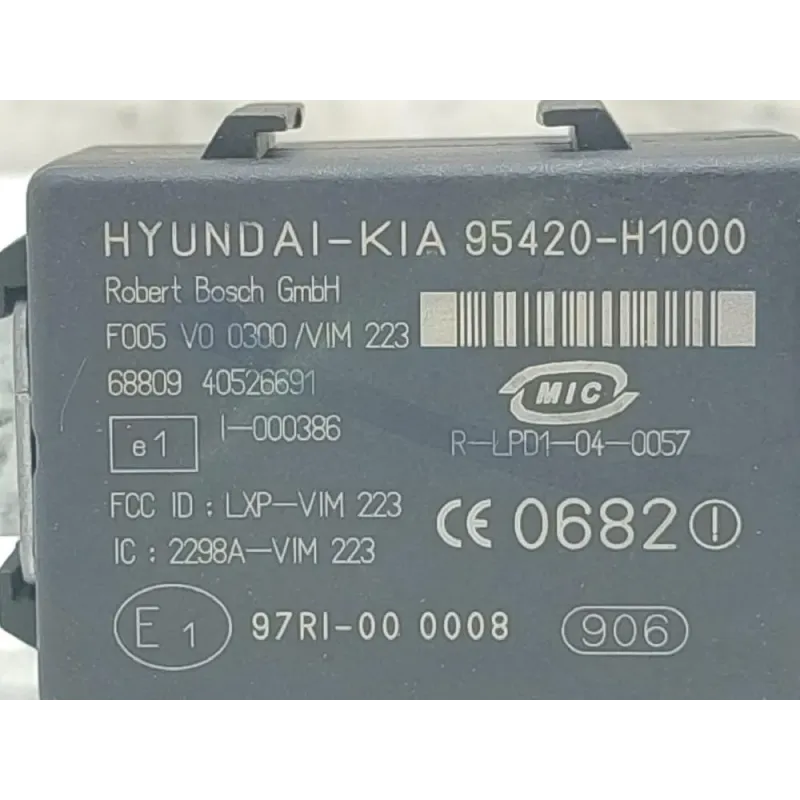 HYUNDAI-KIA 95420-H1000
Robert Bosch GmbH
F005 V0 0300/VIM 223
68809 40526691
MIC
e1 I-000386
R-LPD1-04-0057
FCC ID : LXP-VIM 223
CE 0682 !
IC : 2298A-VIM 223
E1 97RI-00 0008 906